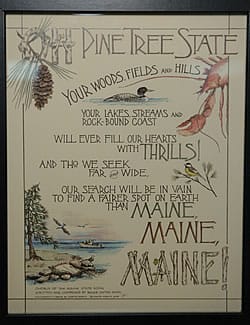 OH PINE TREE STATE
YOUR WOODS, FIELDS AND HILLS
YOUR LAKES, STREAMS AND
ROCK-BOUND COAST
WILL EVER FILL OUR HEARTS
WITH THRILLS!
AND THO WE SEEK
FAR AND WIDE,
OUR SEARCH WILL BE IN VAIN
TO FIND A FAIRER SPOT ON EARTH
THAN MAINE,
MAINE,
MAINE!
CHORUS OF THE MAINE STATE SONG